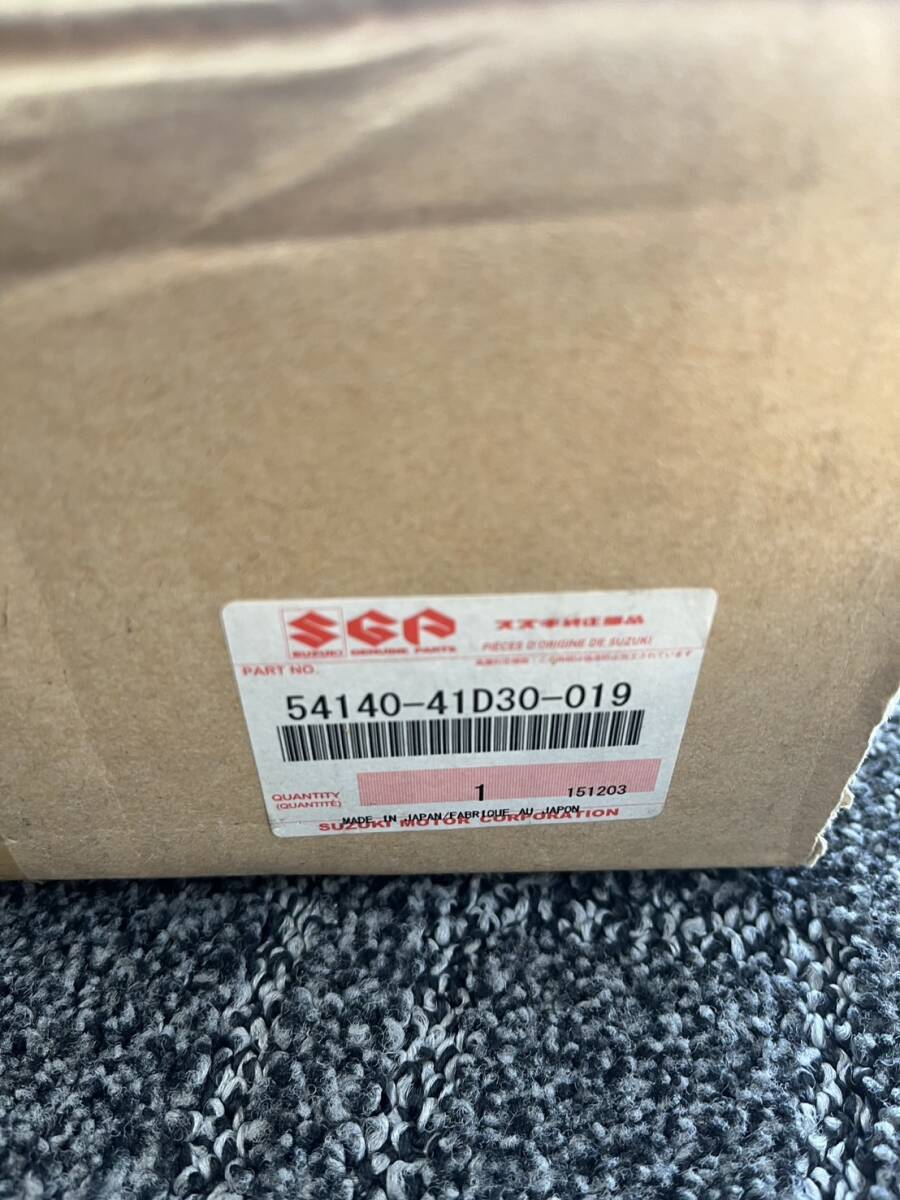 SGP スズキ純正部品
SUZUKI GENUINE PARTS PIÈCES D'ORIGINE DE SUZUKI
PART NO.
54140-41D30-019
QUANTITY 1 151203
(QUANTITÉ)
MADE IN JAPAN/FABRIQUE AU JAPON
SUZUKI MOTOR CORPORATION